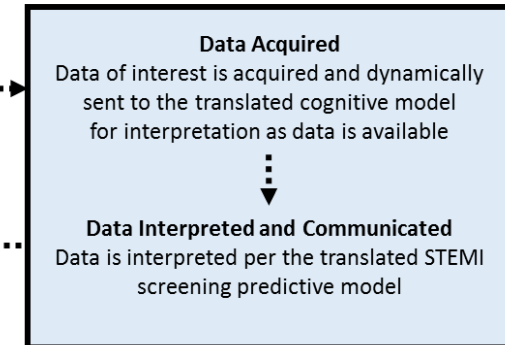 Data Acquired
Data of interest is acquired and dynamically
sent to the translated cognitive model
for interpretation as data is available
Data Interpreted and Communicated
Data is interpreted per the translated STEMI
screening predictive model